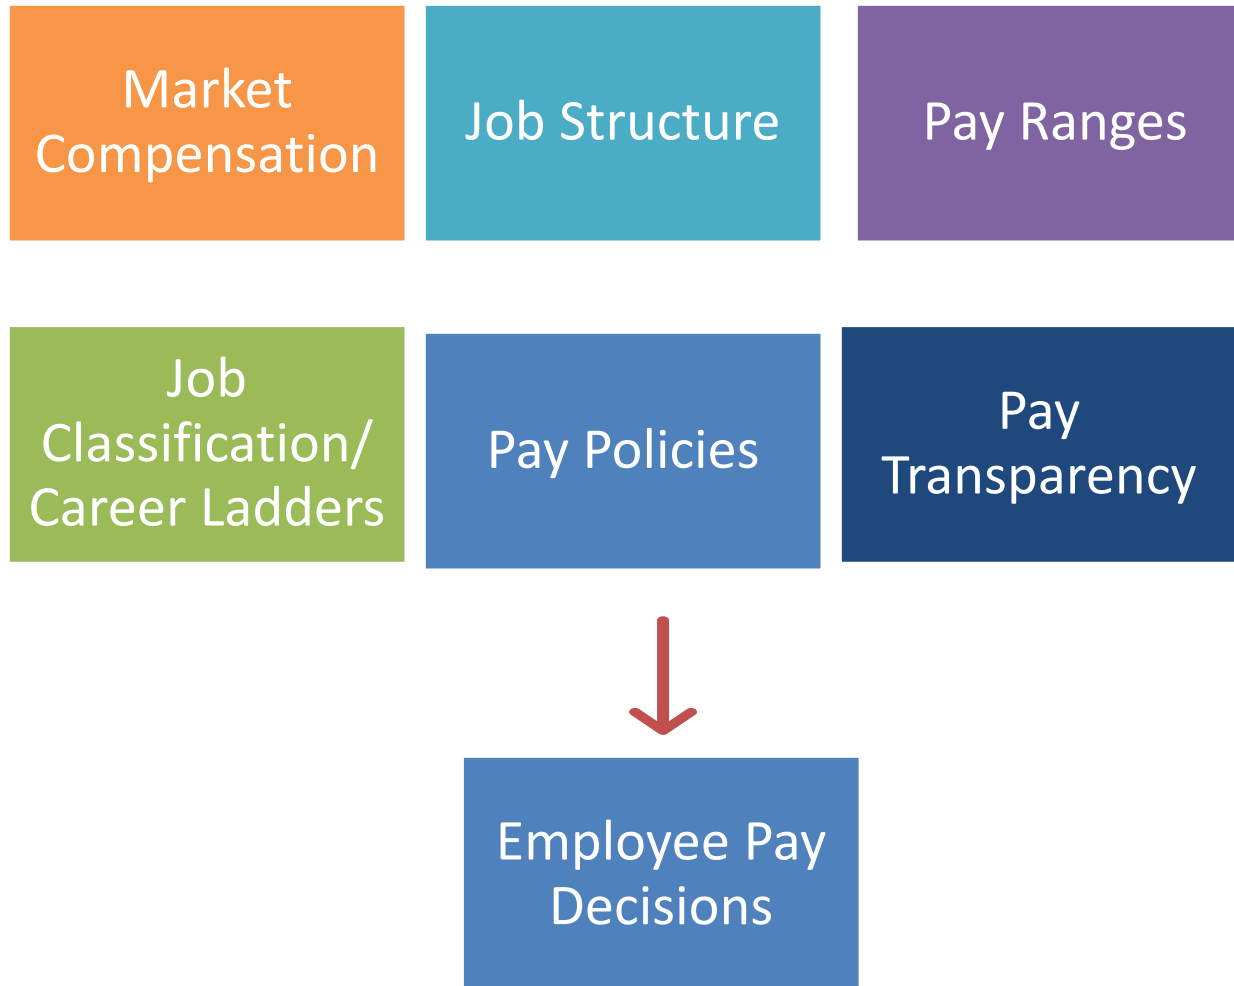 Market
Compensation
Job Structure
Pay Ranges
Job
Classification/
Career Ladders
Pay Policies
Pay
Transparency
Employee Pay
Decisions